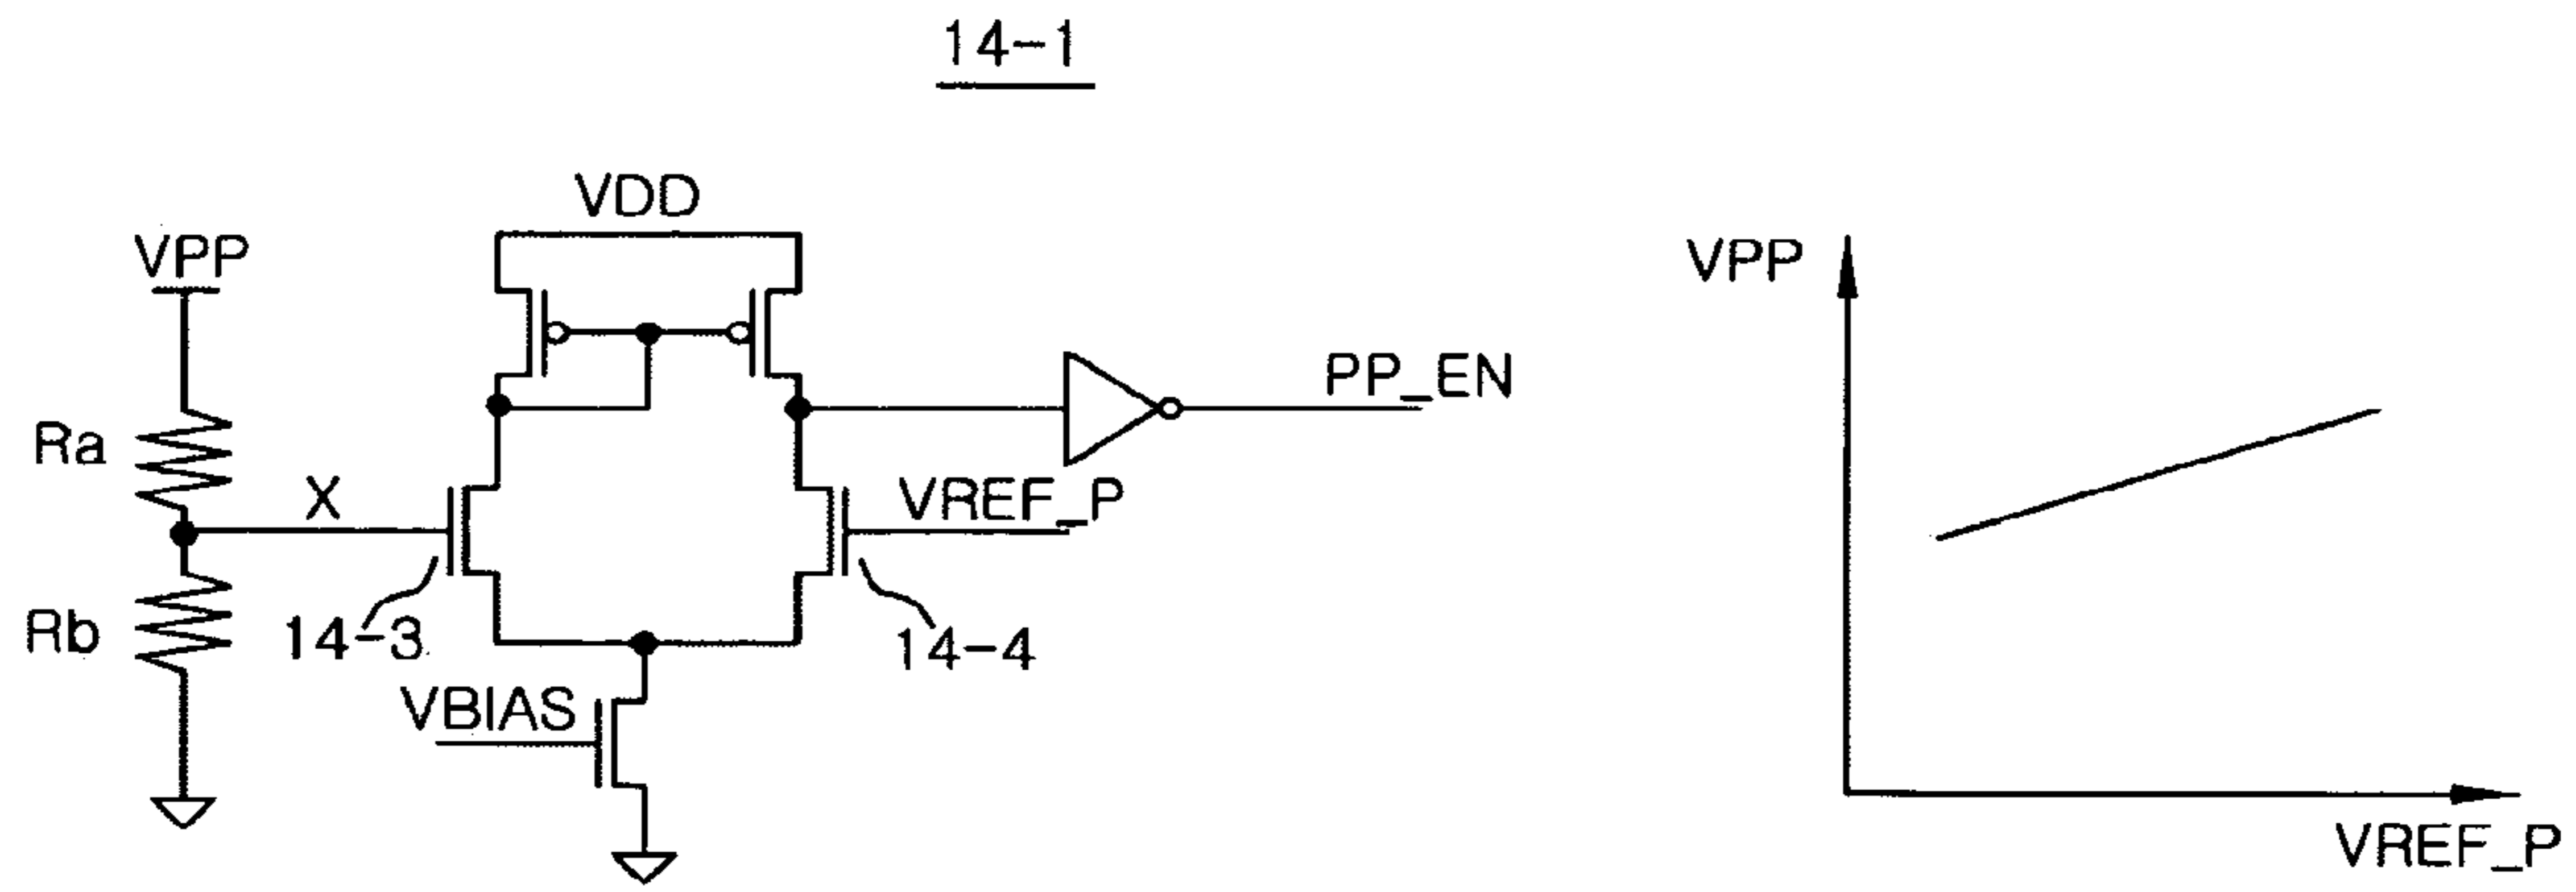 14-1
VDD
VPP
VPP
PP_EN
Ra
X
VREF_P
Rb
14-3
14-4
VBIAS
VREF_P